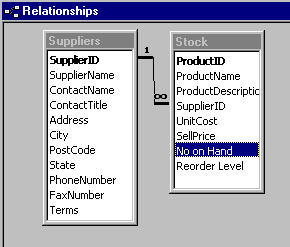 Relationships
Suppliers
SupplierID
SupplierName
ContactName
ContactTitle
Address
City
PostCode
State
PhoneNumber
FaxNumber
Terms
1
∞
Stock
ProductID
ProductName
ProductDescriptio
SupplierID
UnitCost
SellPrice
No on Hand
Reorder Level